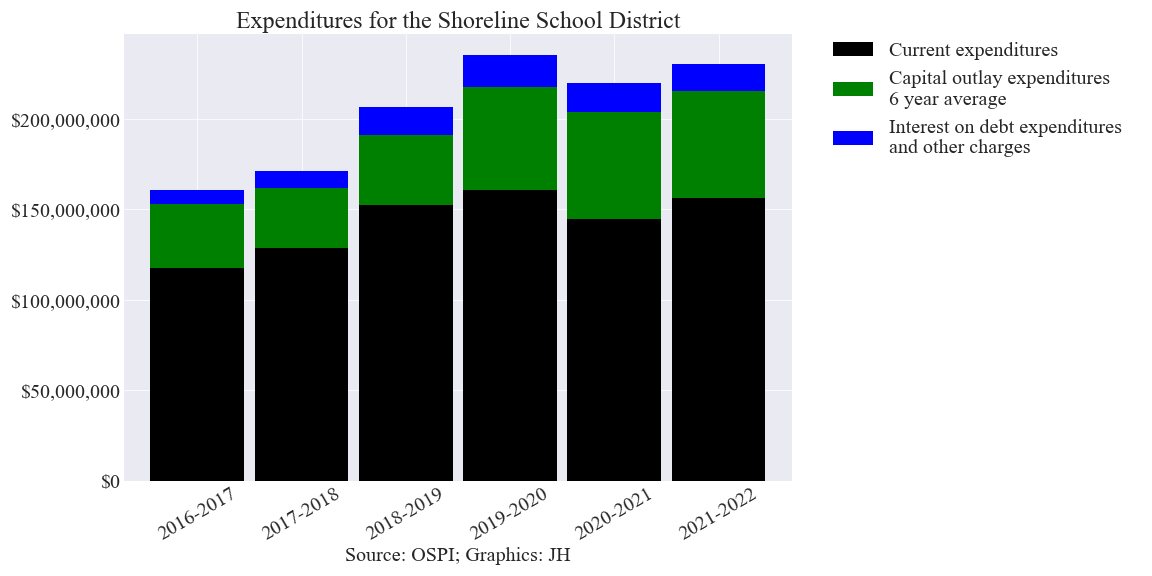 Expenditures for the Shoreline School District
Current expenditures
Capital outlay expenditures
6 year average
Interest on debt expenditures
and other charges
$200,000,000
$150,000,000
$100,000,000
$50,000,000
$0
2016-2017
2017-2018
2018-2019
2019-2020
2020-2021
2021-2022
Source: OSPI; Graphics: JH